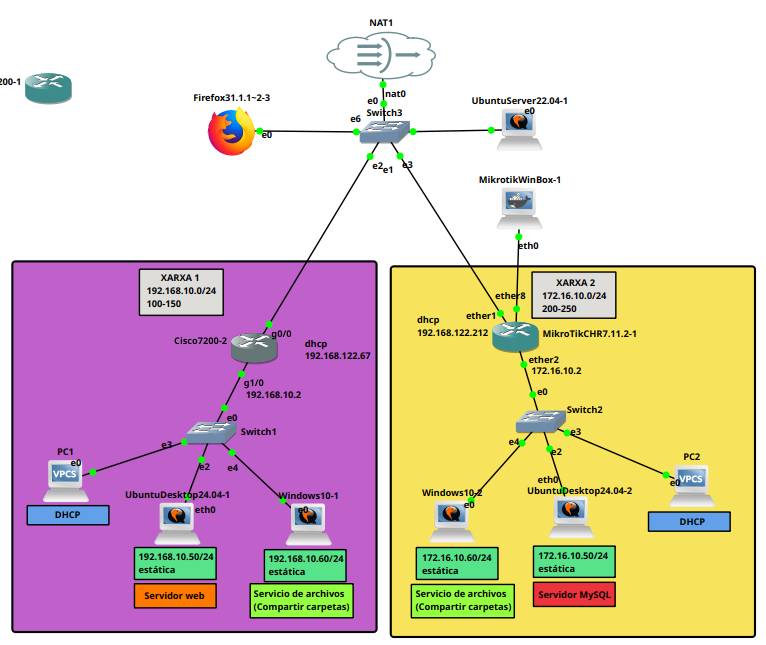 NAT1
200-1
nat0
Firefox31.1.1~2-3
e0
Switch3
UbuntuServer22.04-1
e0
e6
e0
e2
e1
e3
MikrotikWinBox-1
eth0
XARXA 1
192.168.10.0/24
100-150
XARXA 2
172.16.10.0/24
200-250
ether8
ether1
dhcp
192.168.122.212
MikroTikCHR7.11.2-1
g0/0
Cisco7200-2
dhcp
192.168.122.67
ether2
172.16.10.2
g1/0
192.168.10.2
e0
e0
Switch1
Switch2
e3
e2
e4
e4
e2
e3
PC1
e0
VPCS
DHCP
UbuntuDesktop24.04-1
eth0
Windows10-1
e0
Windows10-2
e0
eth0
UbuntuDesktop24.04-2
PC2
e0
VPCS
DHCP
192.168.10.50/24
estática
192.168.10.60/24
estática
172.16.10.60/24
estática
172.16.10.50/24
estática
Servidor web
Servicio de archivos
(Compartir carpetas)
Servicio de archivos
(Compartir carpetas)
Servidor MySQL